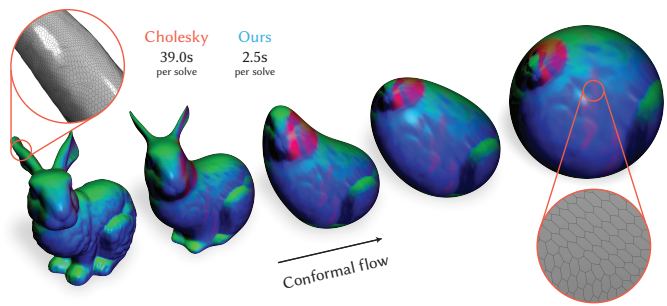 Cholesky
39.0s
per solve
Ours
2.5s
per solve
Conformal flow